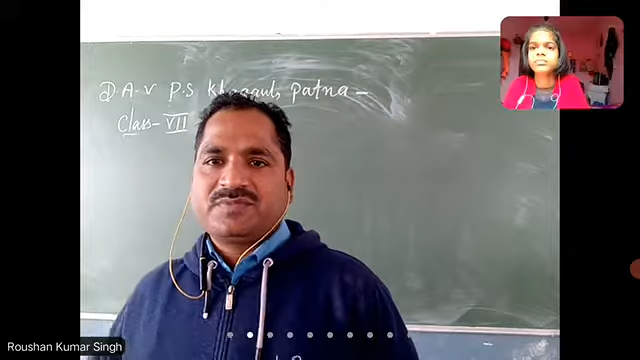 D.A.V P.S Khagaul, Patna -
Class - VII
Roushan Kumar Singh